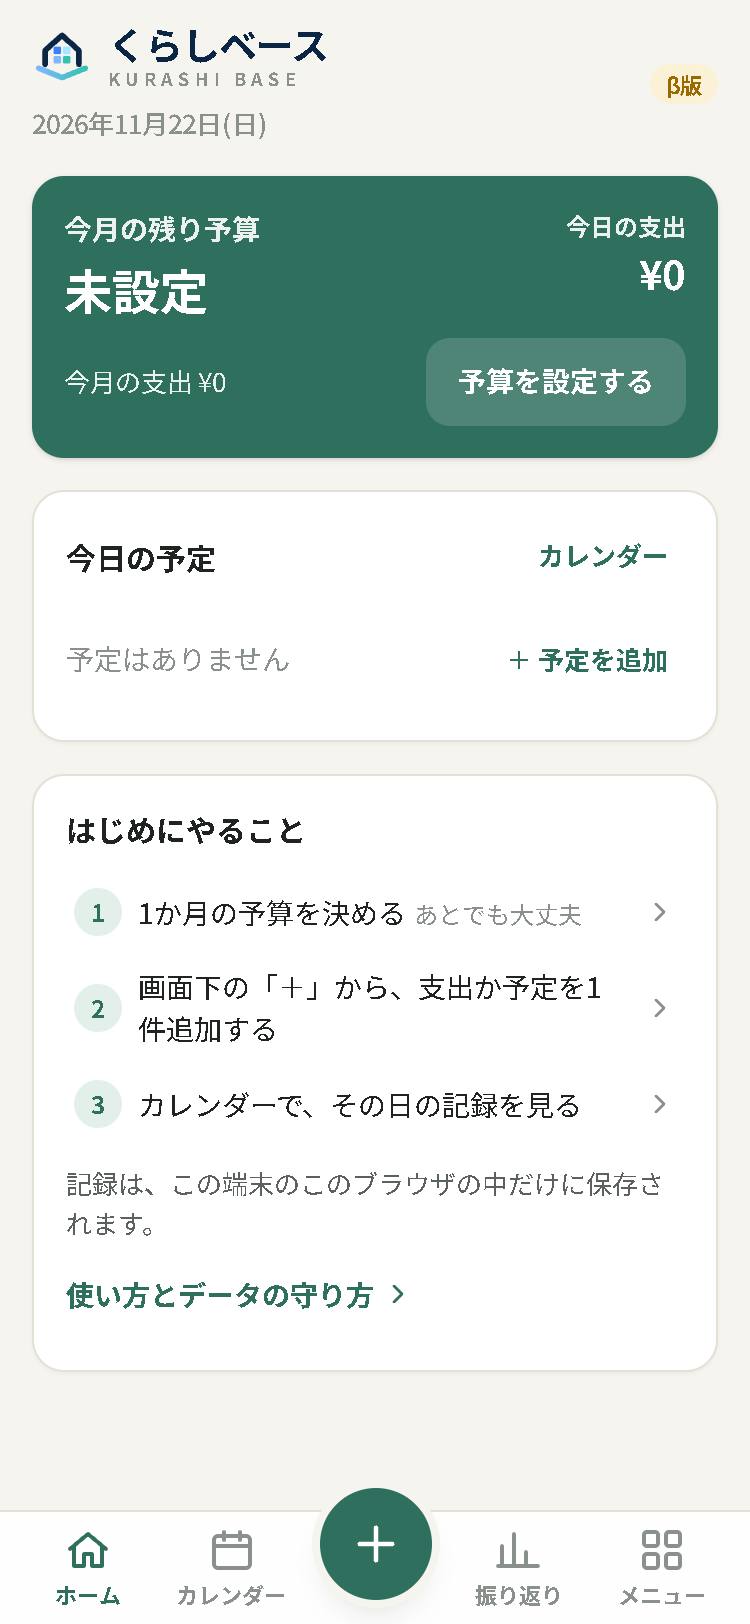 くらしベース
KURASHI BASE
β版
2026年11月22日(日)
今月の残り予算
今日の支出
未設定
¥0
今月の支出 ¥0
予算を設定する
今日の予定
カレンダー
予定はありません
＋ 予定を追加
はじめにやること
1
1か月の予算を決める あとでも大丈夫
2
画面下の「＋」から、支出か予定を1
件追加する
3
カレンダーで、その日の記録を見る
記録は、この端末のこのブラウザの中だけに保存さ
れます。
使い方とデータの守り方
ホーム
カレンダー
振り返り
メニュー